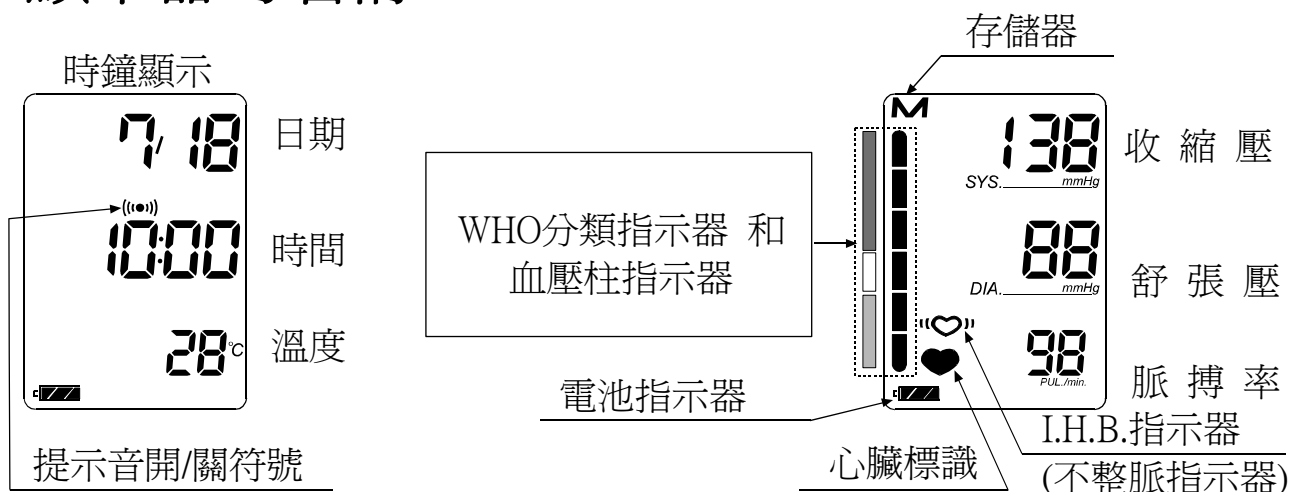 時鐘顯示
7/18 日期
10:00 時間
28°C 溫度
提示音開/關符號
WHO分類指示器 和
血壓柱指示器
存儲器
M
138 收縮壓
SYS. mmHg
88 舒張壓
DIA. mmHg
98 脈搏率
PUL./min.
電池指示器
心臟標識
I.H.B.指示器
(不整脈指示器)